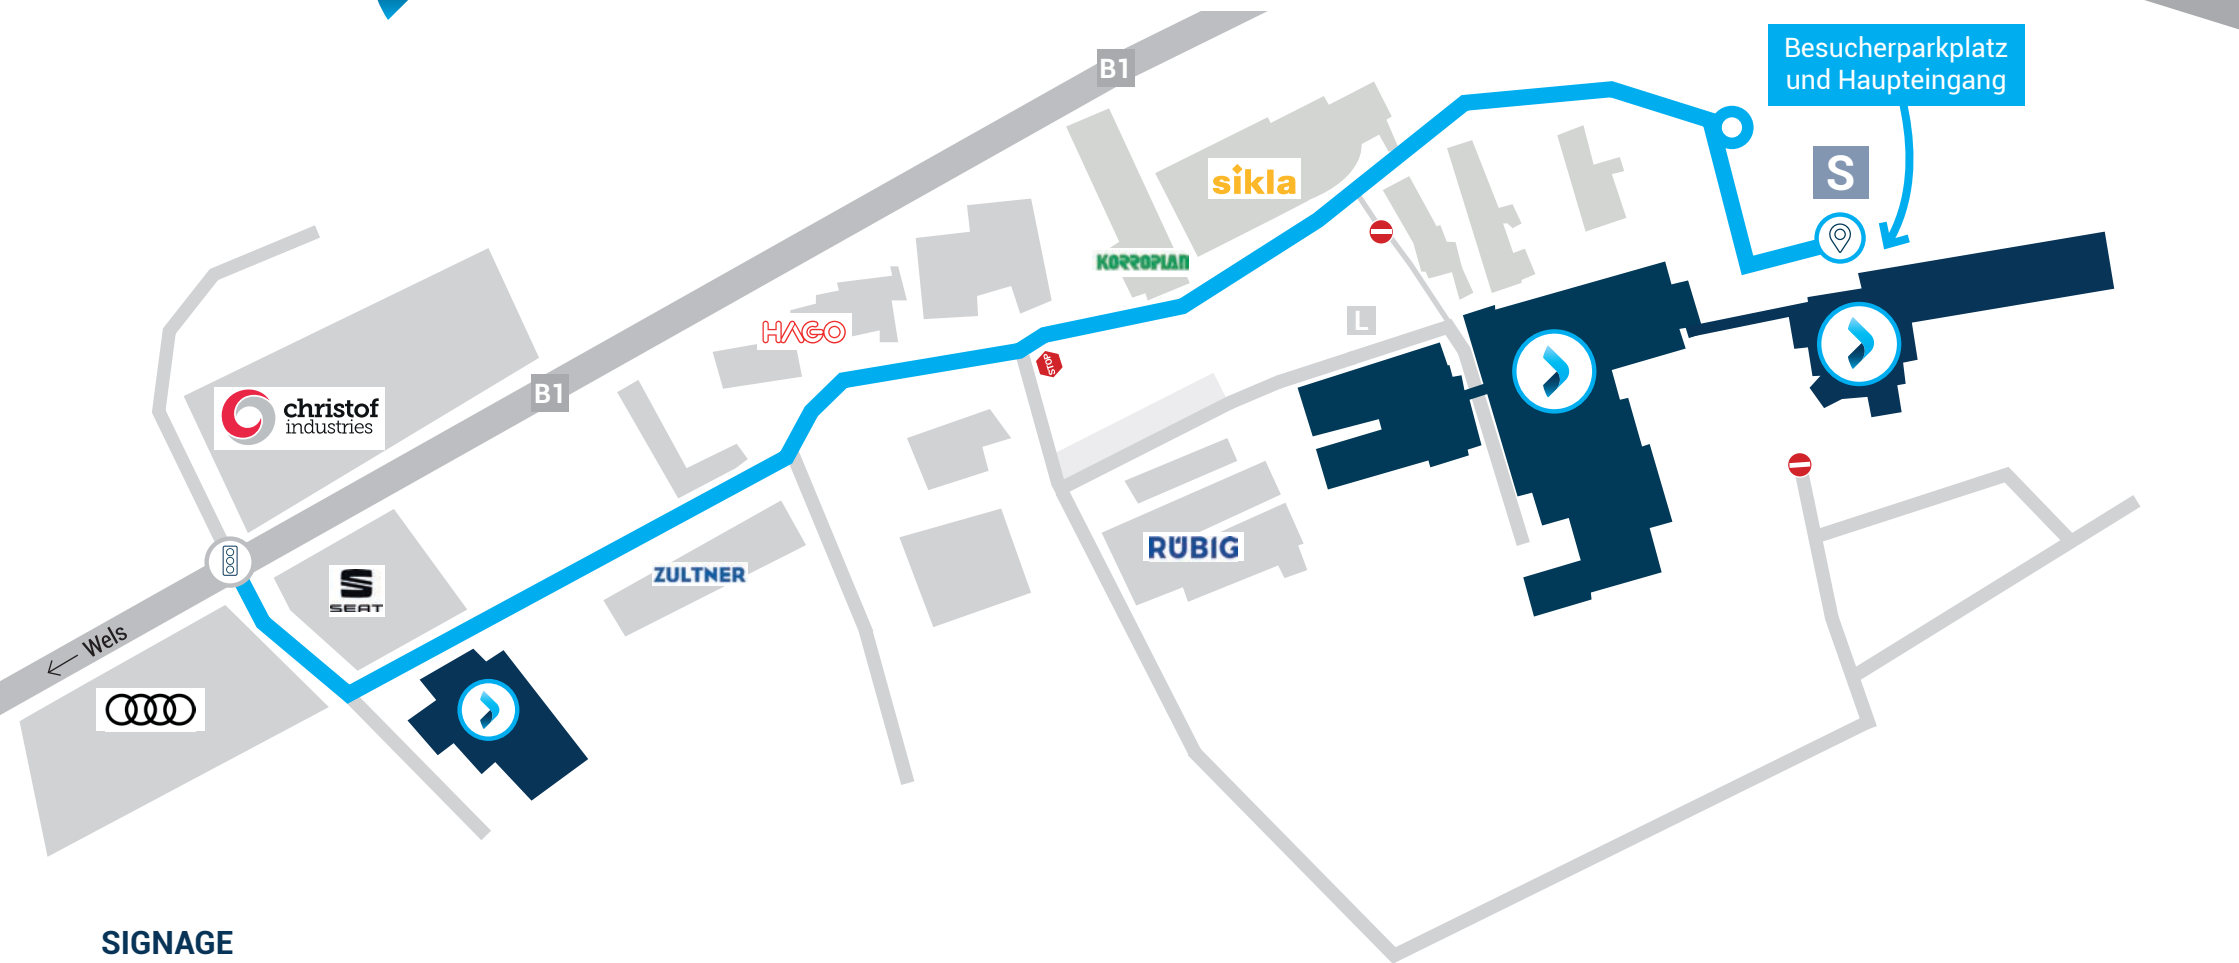 B1
Besucherparkplatz
und Haupteingang
S
sikla
KORROPLAN
HAGO
L
STOP
B1
christof
industries
RÜBIG
ZULTNER
SEAT
Wels
SIGNAGE